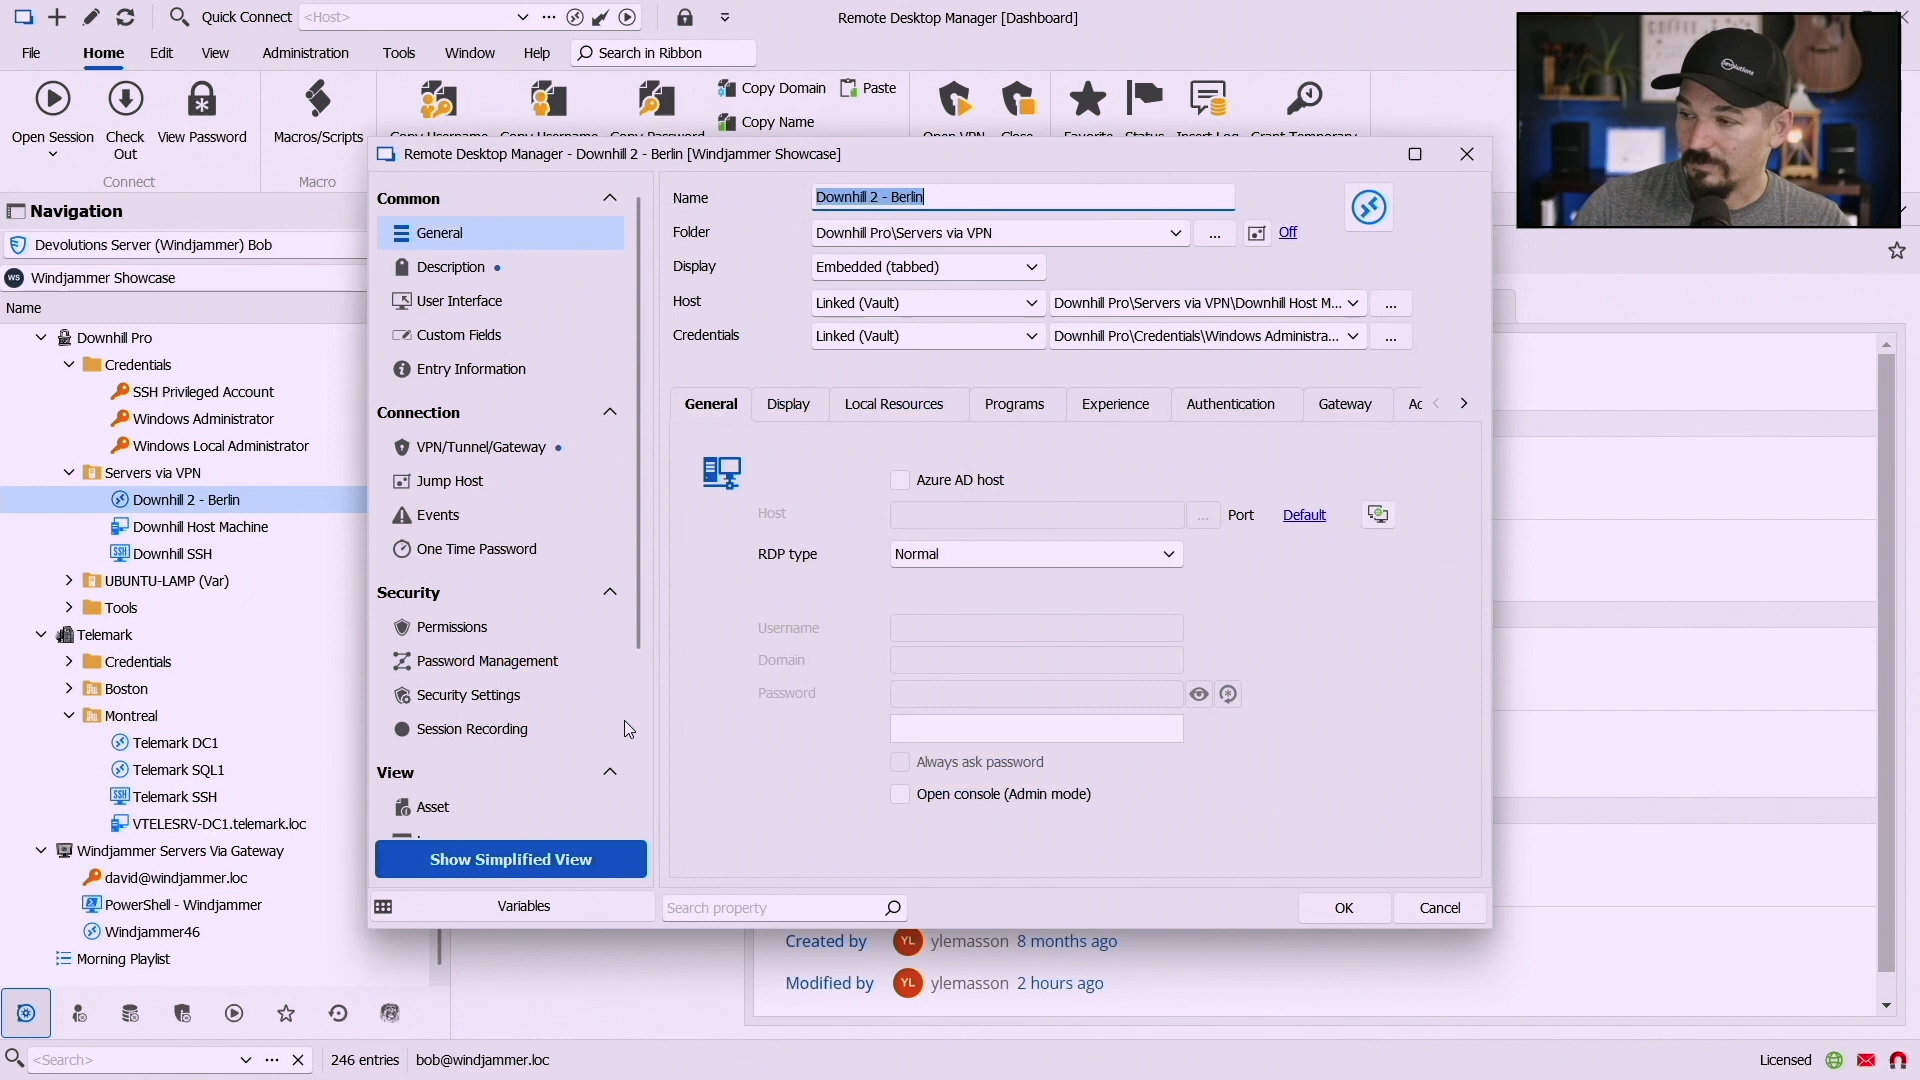 Quick Connect <Host> ... Remote Desktop Manager [Dashboard]
File Home Edit View Administration Tools Window Help Search in Ribbon
Copy Domain Paste
Copy Name
Open Session Check Out View Password Macros/Scripts
Connect Macro
Remote Desktop Manager - Downhill 2 - Berlin [Windjammer Showcase]
Navigation
Devolutions Server (Windjammer) Bob
WS Windjammer Showcase
Name
Downhill Pro
Credentials
SSH Privileged Account
Windows Administrator
Windows Local Administrator
Servers via VPN
Downhill 2 - Berlin
Downhill Host Machine
SSH Downhill SSH
UBUNTU-LAMP (Var)
Tools
Telemark
Credentials
Boston
Montreal
Telemark DC1
Telemark SQL1
SSH Telemark SSH
VTELESRV-DC1.telemark.loc
Windjammer Servers Via Gateway
david@windjammer.loc
PowerShell - Windjammer
Windjammer46
Morning Playlist
Common
General
Description
User Interface
Custom Fields
Entry Information
Connection
VPN/Tunnel/Gateway
Jump Host
Events
One Time Password
Security
Permissions
Password Management
Security Settings
Session Recording
View
Asset
Show Simplified View
Variables
Name Downhill 2 - Berlin
Folder Downhill Pro\Servers via VPN ... Off
Display Embedded (tabbed)
Host Linked (Vault) Downhill Pro\Servers via VPN\Downhill Host M... ...
Credentials Linked (Vault) Downhill Pro\Credentials\Windows Administra... ...
General Display Local Resources Programs Experience Authentication Gateway
Azure AD host
Host ... Port Default
RDP type Normal
Username
Domain
Password
Always ask password
Open console (Admin mode)
Search property OK Cancel
Created by YL ylemasson 8 months ago
Modified by YL ylemasson 2 hours ago
<Search> ... 246 entries bob@windjammer.loc Licensed